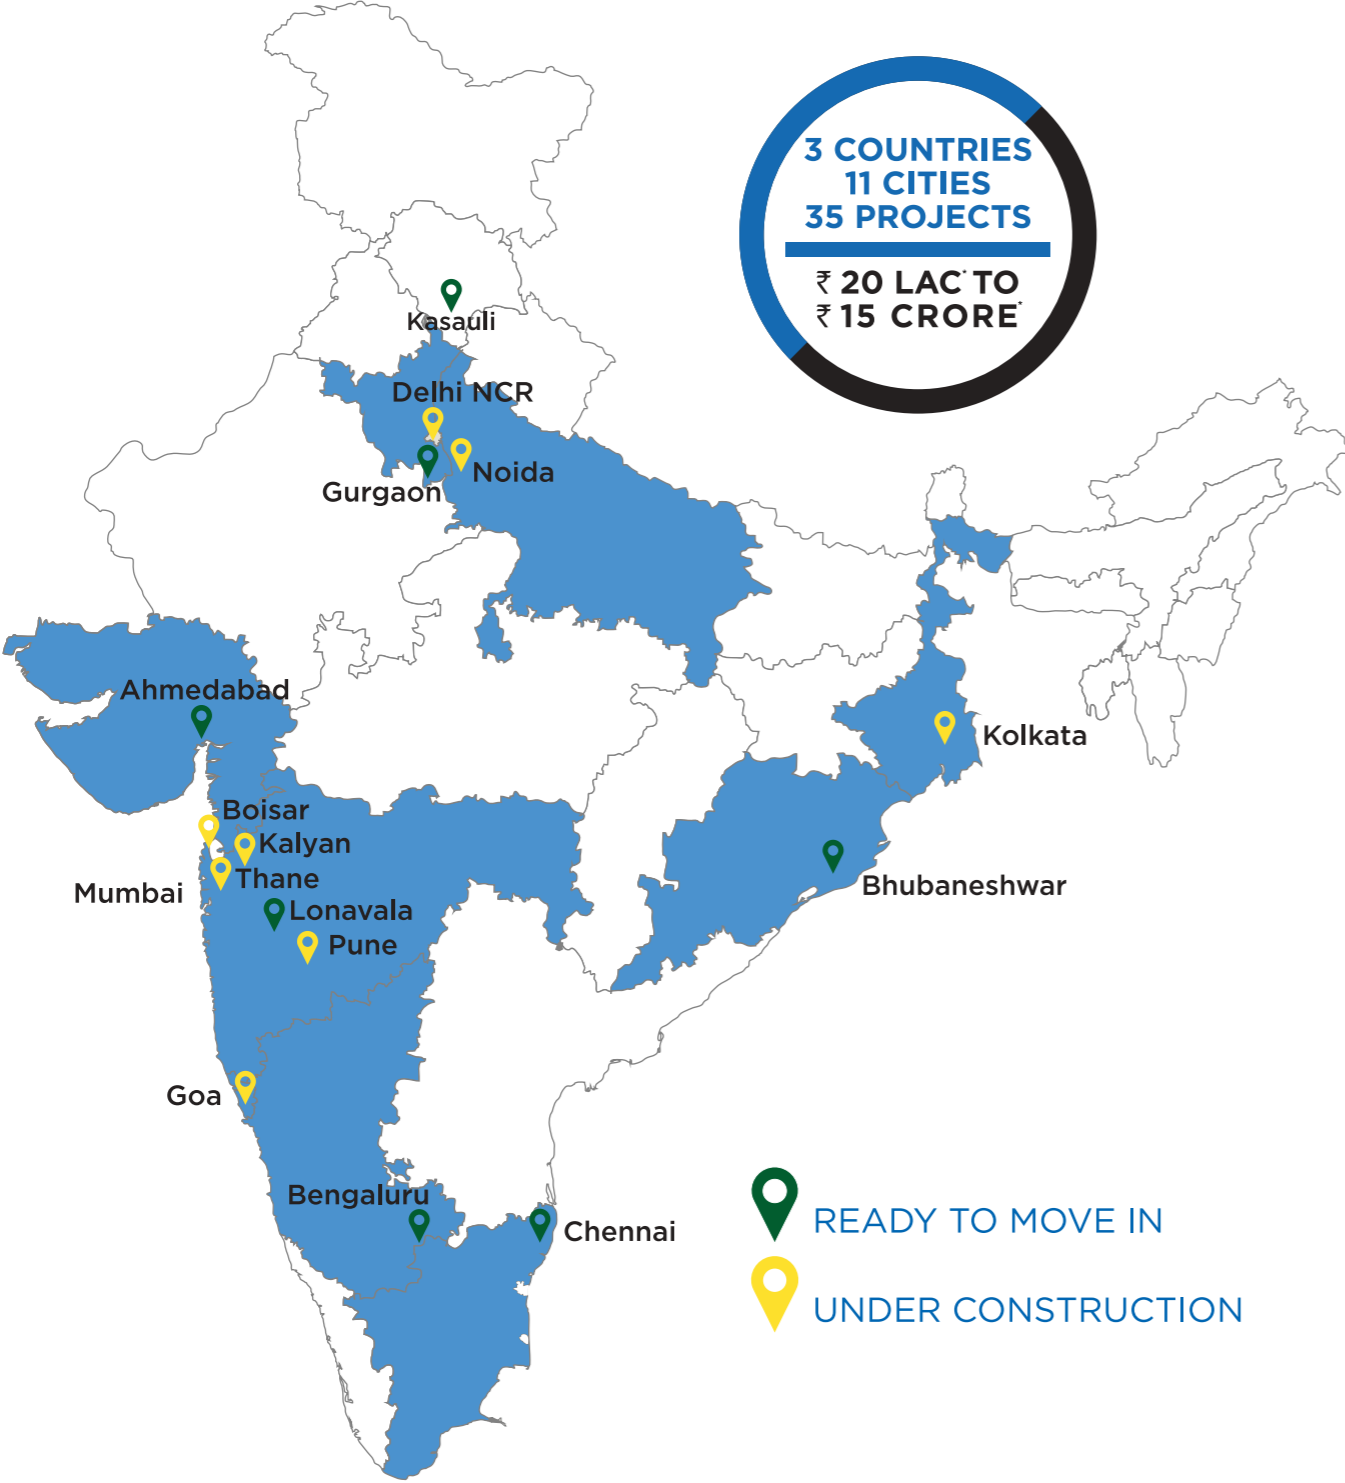 3 COUNTRIES
11 CITIES
35 PROJECTS
₹ 20 LAC* TO
₹ 15 CRORE*
Kasauli
Delhi NCR
Noida
Gurgaon
Ahmedabad
Kolkata
Boisar
Kalyan
Thane
Mumbai
Bhubaneshwar
Lonavala
Pune
Goa
Bengaluru
Chennai
READY TO MOVE IN
UNDER CONSTRUCTION